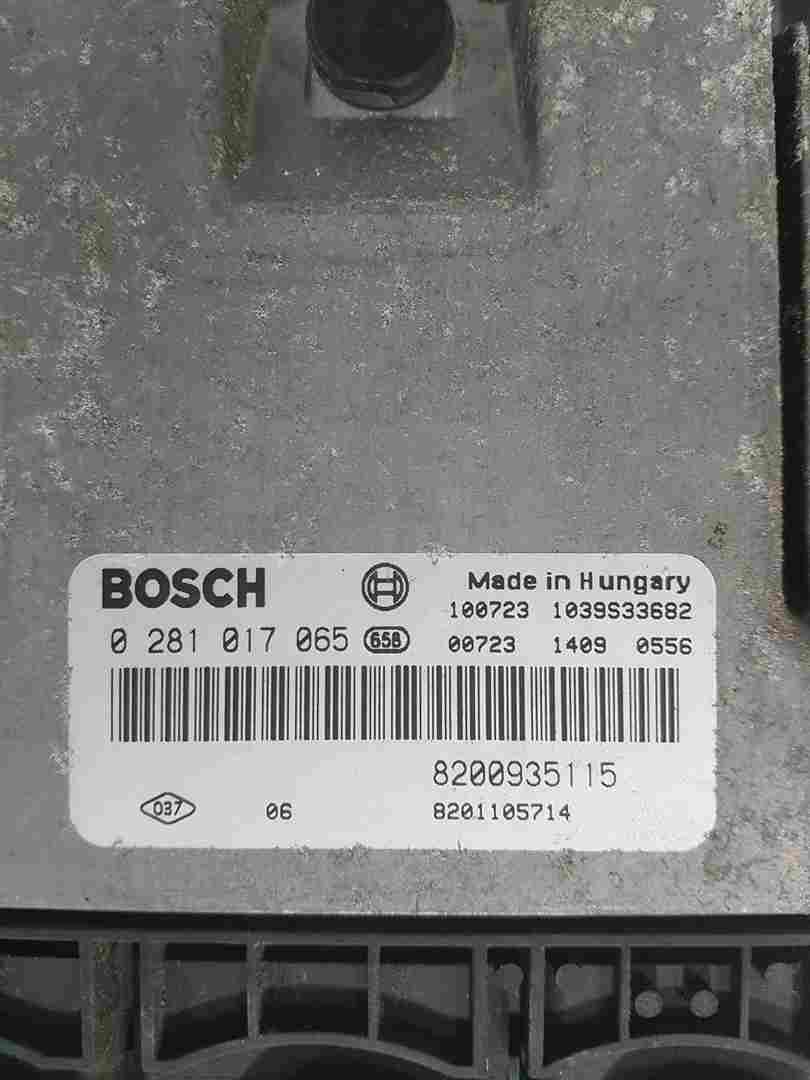 BOSCH
Made in Hungary
100723 1039S33682
0 281 017 065 658 00723 1409 0556
8200935115
037 06 8201105714